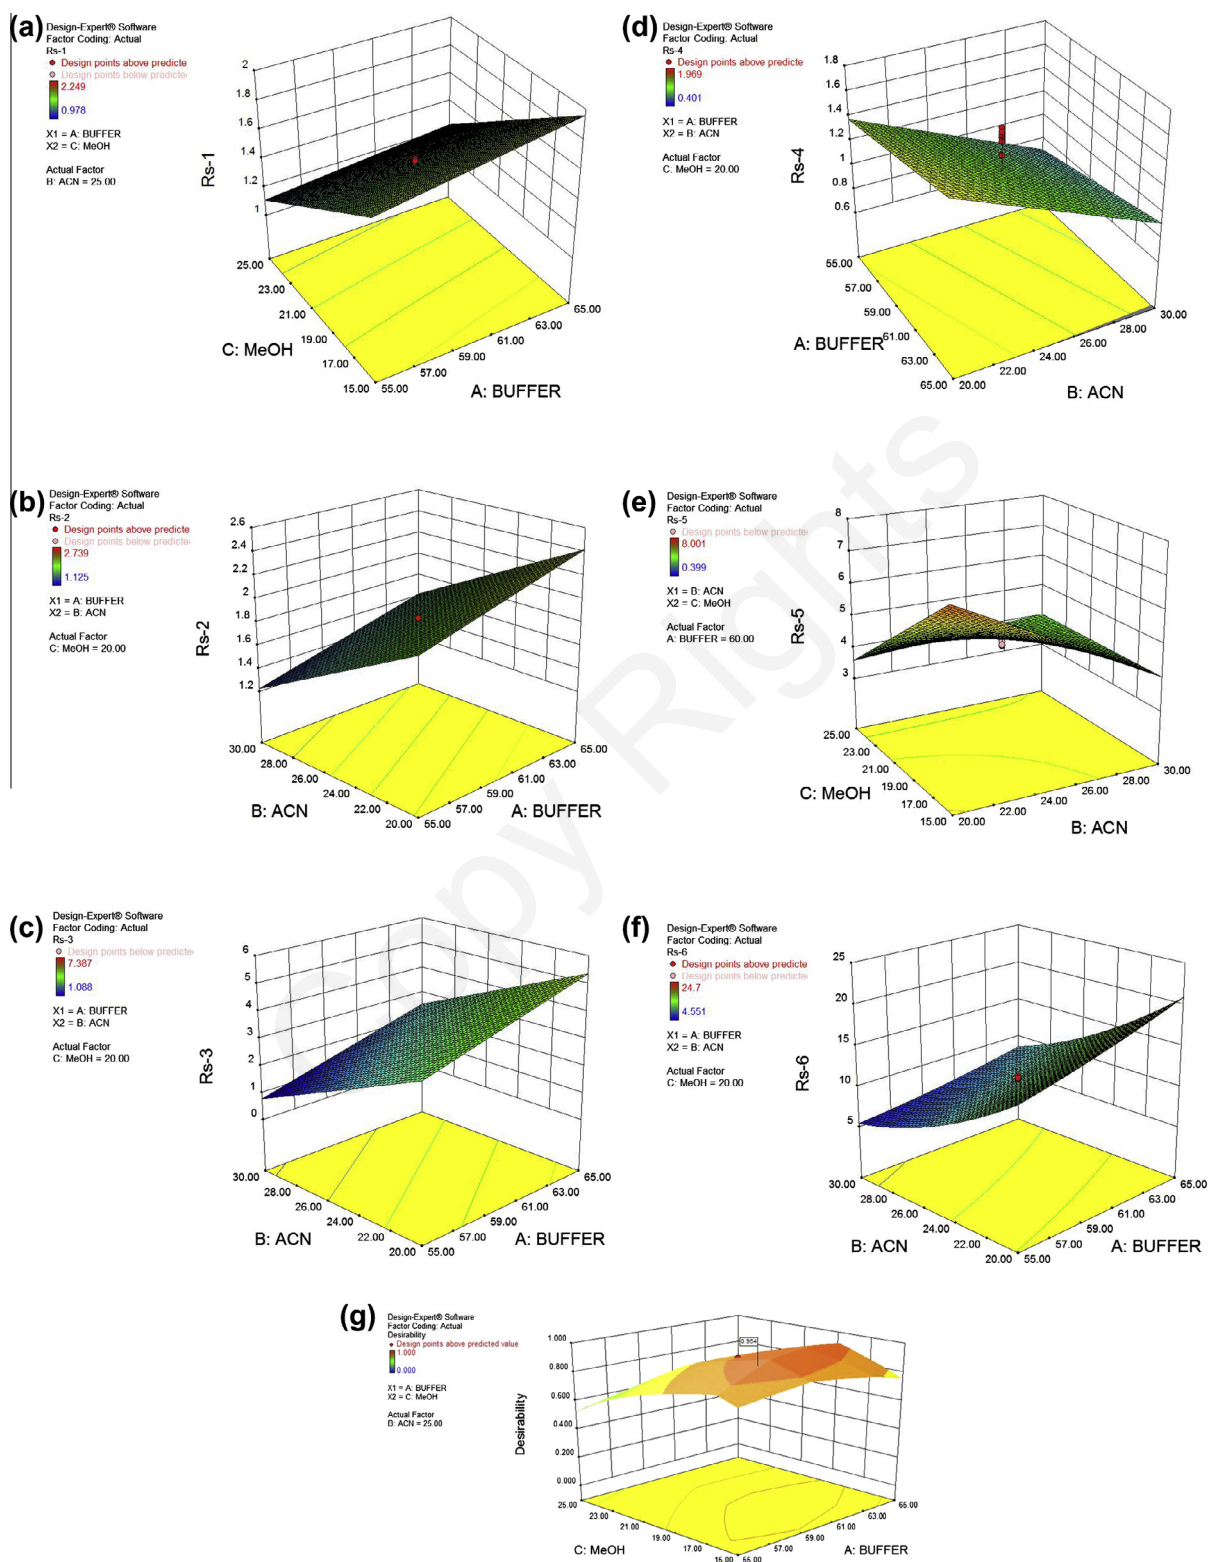 (a)
Design-Expert® Software
Factor Coding: Actual
Rs-1
Design points above predicte
Design points below predicte
2.249
0.978
X1 = A: BUFFER
X2 = C: MeOH
Actual Factor
B: ACN = 25.00
2
1.8
1.6
1.4
1.2
1
Rs-1
25.00
23.00
21.00
19.00
17.00
15.00
C: MeOH
55.00
57.00
59.00
61.00
63.00
65.00
A: BUFFER
(d)
Design-Expert® Software
Factor Coding: Actual
Rs-4
Design points above predicte
1.969
0.401
X1 = A: BUFFER
X2 = B: ACN
Actual Factor
C: MeOH = 20.00
1.8
1.6
1.4
1.2
1
0.8
0.6
Rs-4
55.00
57.00
59.00
61.00
63.00
65.00
A: BUFFER
20.00
22.00
24.00
26.00
28.00
30.00
B: ACN
(b)
Design-Expert® Software
Factor Coding: Actual
Rs-2
Design points above predicte
Design points below predicte
2.739
1.125
X1 = A: BUFFER
X2 = B: ACN
Actual Factor
C: MeOH = 20.00
2.6
2.4
2.2
2
1.8
1.6
1.4
1.2
Rs-2
30.00
28.00
26.00
24.00
22.00
20.00
B: ACN
55.00
57.00
59.00
61.00
63.00
65.00
A: BUFFER
(e)
Design-Expert® Software
Factor Coding: Actual
Rs-5
Design points below predicte
8.001
0.399
X1 = B: ACN
X2 = C: MeOH
Actual Factor
A: BUFFER = 60.00
8
7
6
5
4
3
Rs-5
25.00
23.00
21.00
19.00
17.00
15.00
C: MeOH
20.00
22.00
24.00
26.00
28.00
30.00
B: ACN
(c)
Design-Expert® Software
Factor Coding: Actual
Rs-3
Design points below predicte
7.387
1.088
X1 = A: BUFFER
X2 = B: ACN
Actual Factor
C: MeOH = 20.00
6
5
4
3
2
1
0
Rs-3
30.00
28.00
26.00
24.00
22.00
20.00
B: ACN
55.00
57.00
59.00
61.00
63.00
65.00
A: BUFFER
(f)
Design-Expert® Software
Factor Coding: Actual
Rs-6
Design points above predicte
Design points below predicte
24.7
4.551
X1 = A: BUFFER
X2 = B: ACN
Actual Factor
C: MeOH = 20.00
25
20
15
10
5
Rs-6
30.00
28.00
26.00
24.00
22.00
20.00
B: ACN
55.00
57.00
59.00
61.00
63.00
65.00
A: BUFFER
(g)
Design-Expert® Software
Factor Coding: Actual
Desirability
Design points above predicted value
1.000
0.000
X1 = A: BUFFER
X2 = C: MeOH
Actual Factor
B: ACN = 25.00
1.000
0.800
0.600
0.400
0.200
0.000
Desirability
0.954
25.00
23.00
21.00
19.00
17.00
15.00
C: MeOH
55.00
57.00
59.00
61.00
63.00
65.00
A: BUFFER
Copy Rights